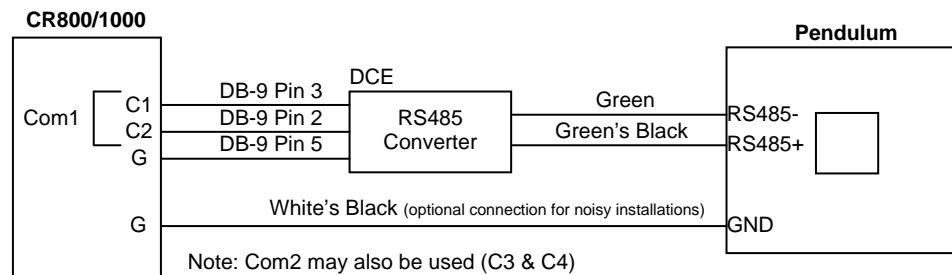 CR800/1000
Pendulum
DCE
Com1
C1
DB-9 Pin 3
C2
DB-9 Pin 2
G
DB-9 Pin 5
RS485
Converter
Green
RS485-
Green's Black
RS485+
G
White's Black (optional connection for noisy installations)
GND
Note: Com2 may also be used (C3 & C4)